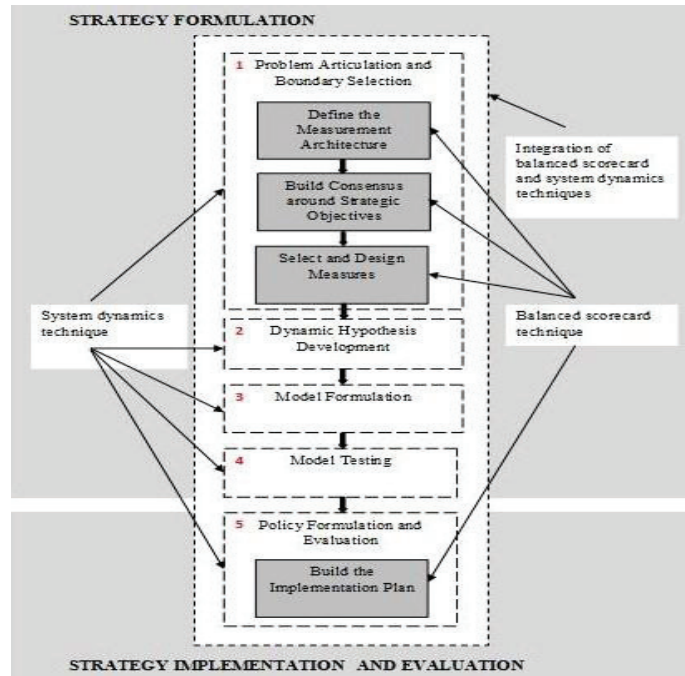 STRATEGY FORMULATION
1 Problem Articulation and
Boundary Selection
Define the
Measurement
Architecture
Build Consensus
around Strategic
Objectives
Select and Design
Measures
Integration of
balanced scorecard
and system dynamics
techniques
System dynamics
technique
Balanced scorecard
technique
2 Dynamic Hypothesis
Development
3 Model Formulation
4 Model Testing
5 Policy Formulation and
Evaluation
Build the
Implementation Plan
STRATEGY IMPLEMENTATION AND EVALUATION